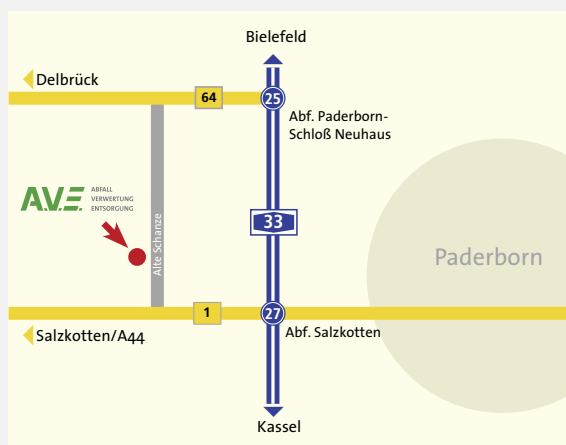 Bielefeld
Delbrück
64
25
Abf. Paderborn-
Schloß Neuhaus
A.V.E.
ABFALL
VERWERTUNG
ENTSORGUNG
Alte Schanze
33
Paderborn
1
27
Salzkotten/A44
Abf. Salzkotten
Kassel